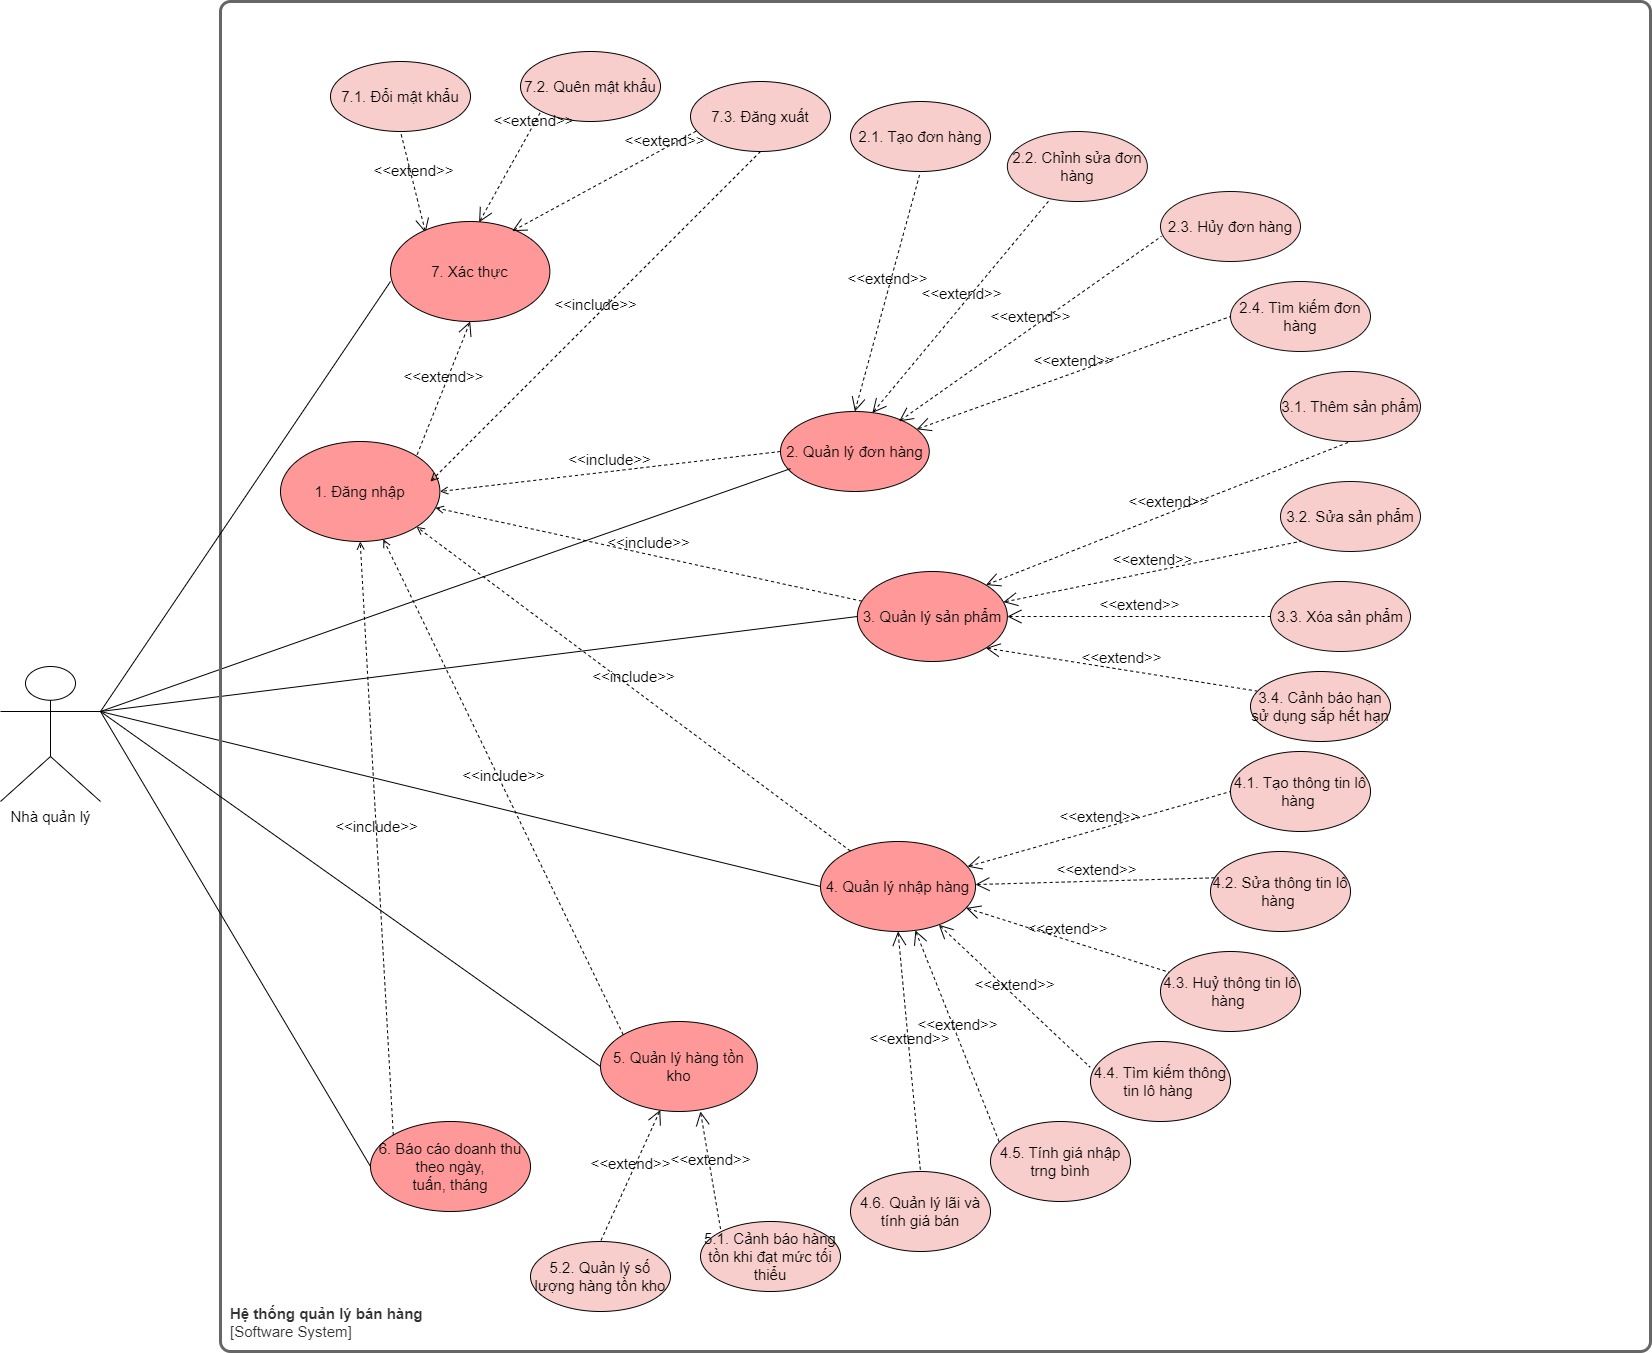 7.1. Đổi mật khẩu
7.2. Quên mật khẩu
7.3. Đăng xuất
2.1. Tạo đơn hàng
2.2. Chỉnh sửa đơn
hàng
2.3. Hủy đơn hàng
2.4. Tìm kiếm đơn
hàng
<<extend>>
<<extend>>
<<extend>>
7. Xác thực
<<include>>
<<extend>>
<<extend>>
<<extend>>
<<extend>>
<<extend>>
3.1. Thêm sản phẩm
1. Đăng nhập
<<include>>
2. Quản lý đơn hàng
<<extend>>
3.2. Sửa sản phẩm
<<include>>
<<extend>>
3. Quản lý sản phẩm
<<extend>>
3.3. Xóa sản phẩm
<<extend>>
3.4. Cảnh báo hạn
sử dụng sắp hết hạn
<<include>>
<<include>>
<<include>>
Nhà quản lý
4.1. Tạo thông tin lô
hàng
<<extend>>
4. Quản lý nhập hàng
<<extend>>
4.2. Sửa thông tin lô
hàng
<<extend>>
4.3. Huỷ thông tin lô
hàng
<<extend>>
<<extend>>
<<extend>>
4.4. Tìm kiếm thông
tin lô hàng
5. Quản lý hàng tồn
kho
6. Báo cáo doanh thu
theo ngày,
tuần, tháng
<<extend>>
<<extend>>
4.5. Tính giá nhập
trng bình
4.6. Quản lý lãi và
tính giá bán
5.1. Cảnh báo hàng
tồn khi đạt mức tối
thiểu
5.2. Quản lý số
lượng hàng tồn kho
Hệ thống quản lý bán hàng
[Software System]